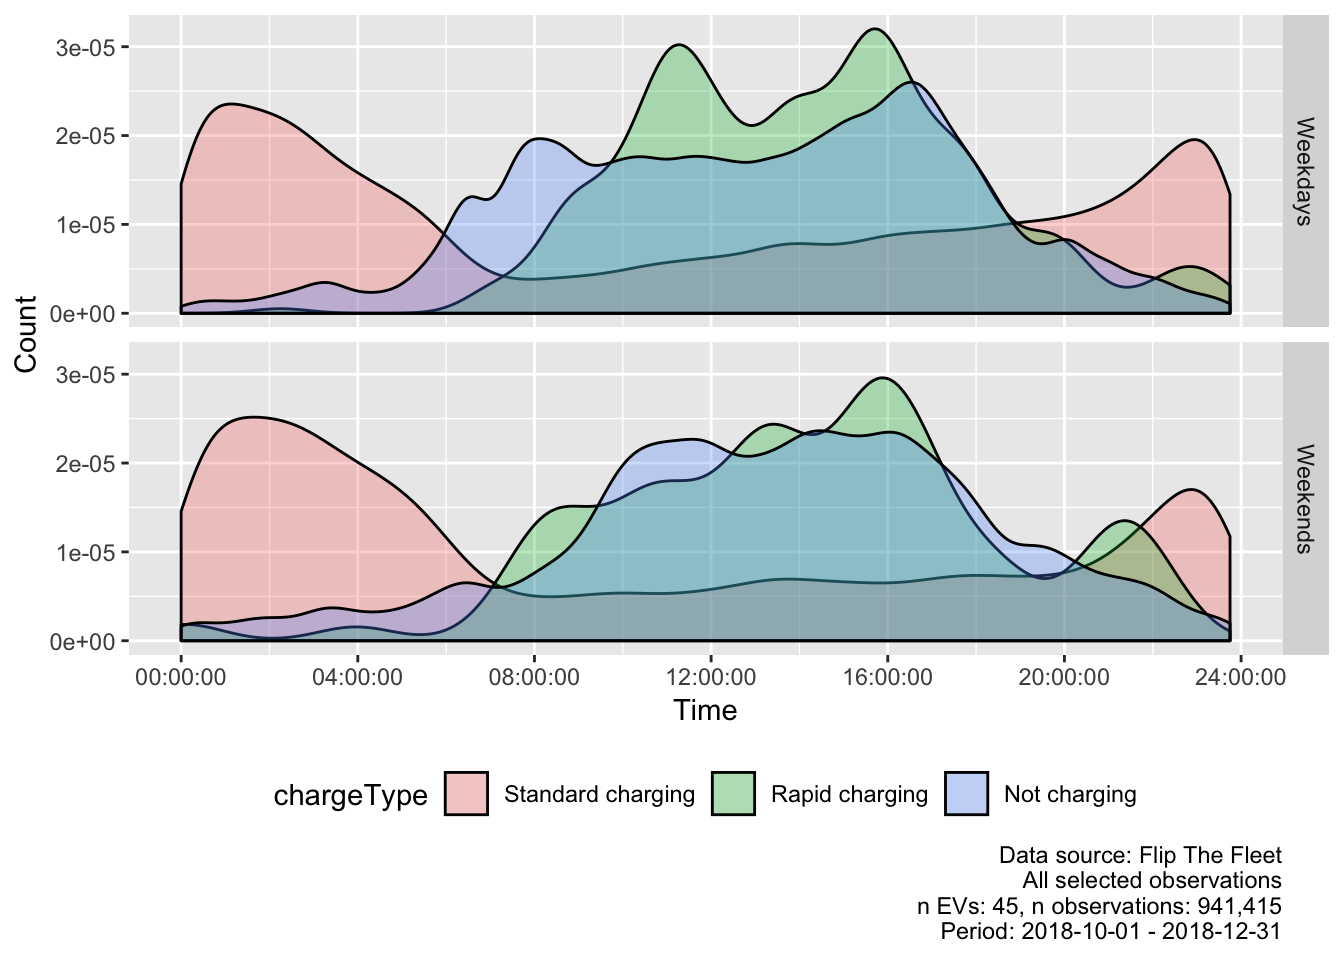 Count
3e-05
2e-05
1e-05
0e+00
Weekdays
3e-05
2e-05
1e-05
0e+00
Weekends
00:00:00 04:00:00 08:00:00 12:00:00 16:00:00 20:00:00 24:00:00
Time
chargeType Standard charging Rapid charging Not charging
Data source: Flip The Fleet
All selected observations
n EVs: 45, n observations: 941,415
Period: 2018-10-01 - 2018-12-31